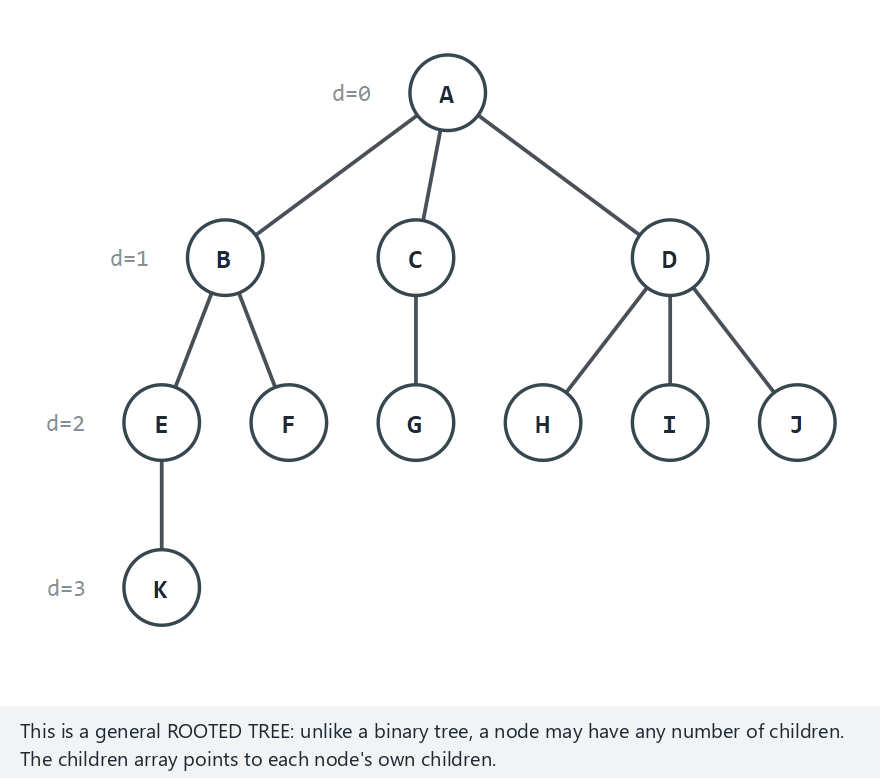 d=0 A
d=1 B C D
d=2 E F G H I J
d=3 K
This is a general ROOTED TREE: unlike a binary tree, a node may have any number of children.
The children array points to each node's own children.